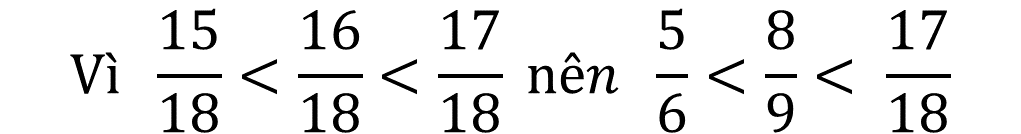 Vì 15/18 < 16/18 < 17/18 nên 5/6 < 8/9 < 17/18